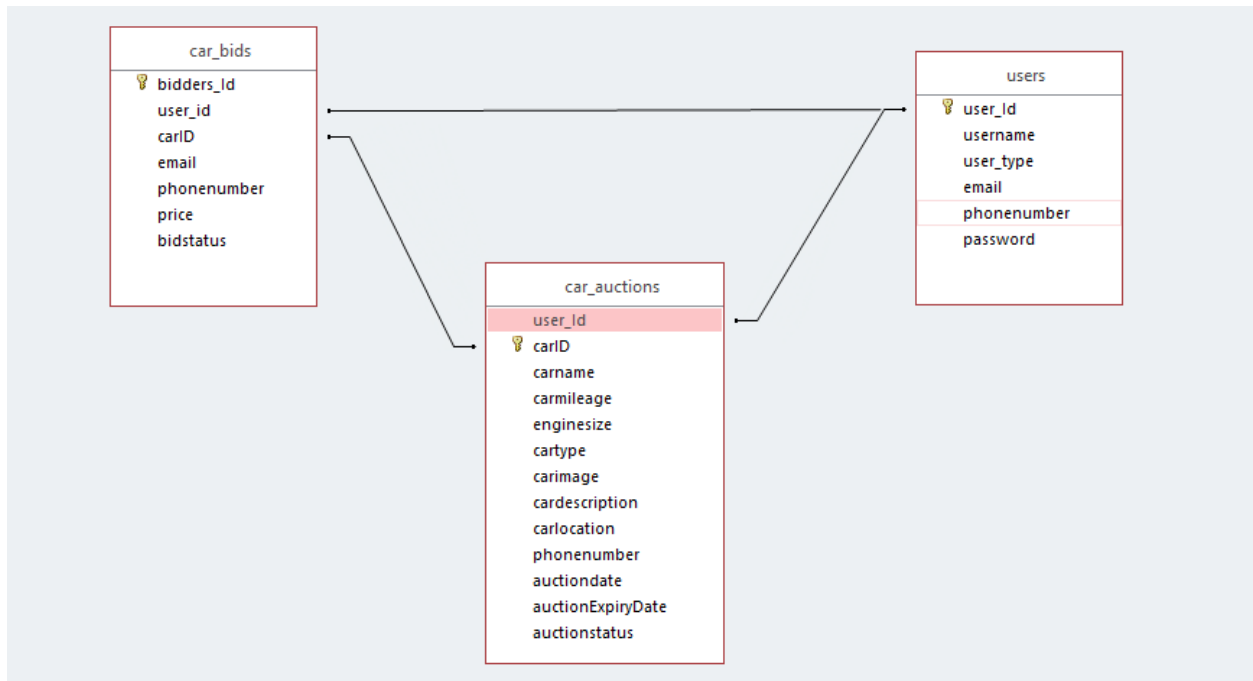 car_bids
bidders_Id
user_id
carID
email
phonenumber
price
bidstatus
users
user_Id
username
user_type
email
phonenumber
password
car_auctions
user_Id
carID
carname
carmileage
enginesize
cartype
carimage
cardescription
carlocation
phonenumber
auctiondate
auctionExpiryDate
auctionstatus